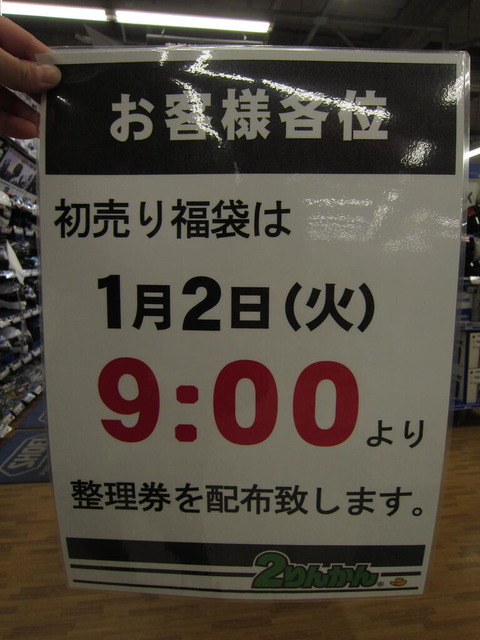 お客様各位
初売り福袋は
1月2日(火)
9:00より
整理券を配布致します。
2りんかん
SHOEI